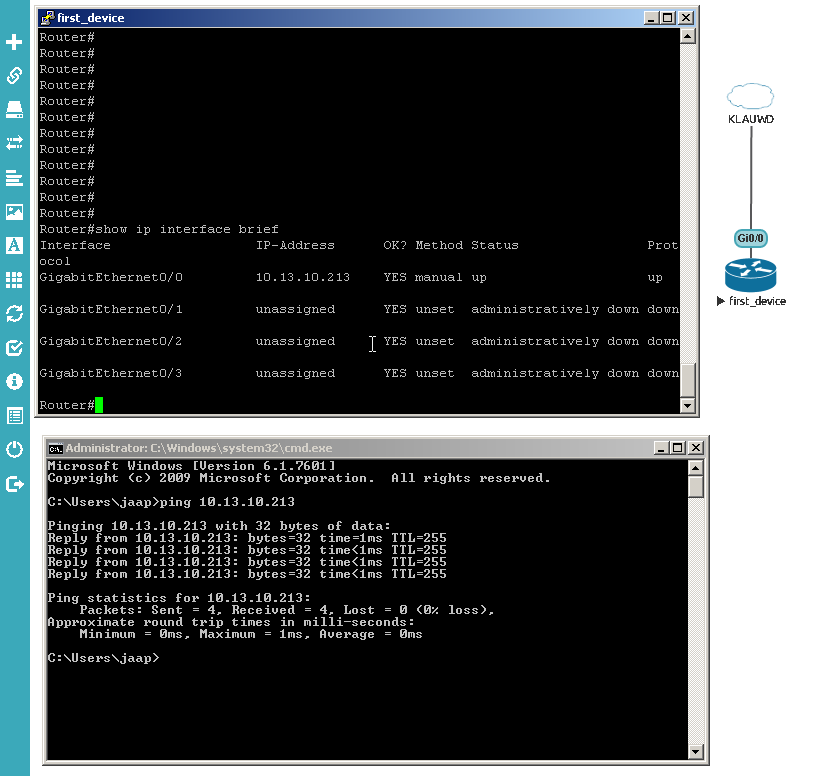 first_device
Router#
Router#
Router#
Router#
Router#
Router#
Router#
Router#
Router#
Router#
Router#
Router#
Router#show ip interface brief
Interface IP-Address OK? Method Status Prot
ocol
GigabitEthernet0/0 10.13.10.213 YES manual up up
GigabitEthernet0/1 unassigned YES unset administratively down down
GigabitEthernet0/2 unassigned YES unset administratively down down
GigabitEthernet0/3 unassigned YES unset administratively down down
Router#
KLAUWD
Gi0/0
first_device
Administrator: C:\Windows\system32\cmd.exe
Microsoft Windows [Version 6.1.7601]
Copyright (c) 2009 Microsoft Corporation. All rights reserved.
C:\Users\jaap>ping 10.13.10.213
Pinging 10.13.10.213 with 32 bytes of data:
Reply from 10.13.10.213: bytes=32 time=1ms TTL=255
Reply from 10.13.10.213: bytes=32 time<1ms TTL=255
Reply from 10.13.10.213: bytes=32 time<1ms TTL=255
Reply from 10.13.10.213: bytes=32 time<1ms TTL=255
Ping statistics for 10.13.10.213:
Packets: Sent = 4, Received = 4, Lost = 0 (0% loss),
Approximate round trip times in milli-seconds:
Minimum = 0ms, Maximum = 1ms, Average = 0ms
C:\Users\jaap>